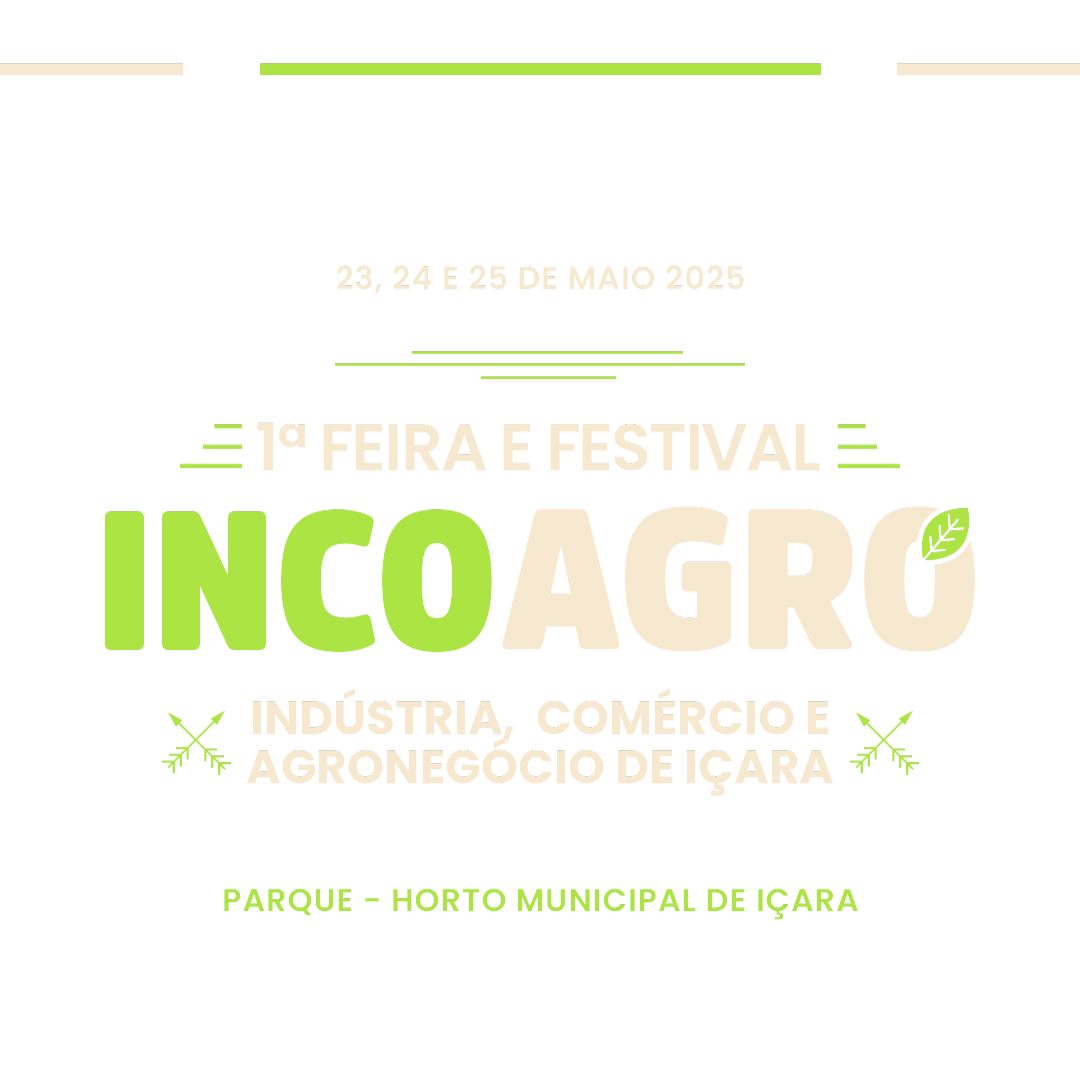 23, 24 E 25 DE MAIO 2025
1ª FEIRA E FESTIVAL
INCOAGRO
INDÚSTRIA, COMÉRCIO E
AGRONEGÓCIO DE IÇARA
PARQUE - HORTO MUNICIPAL DE IÇARA